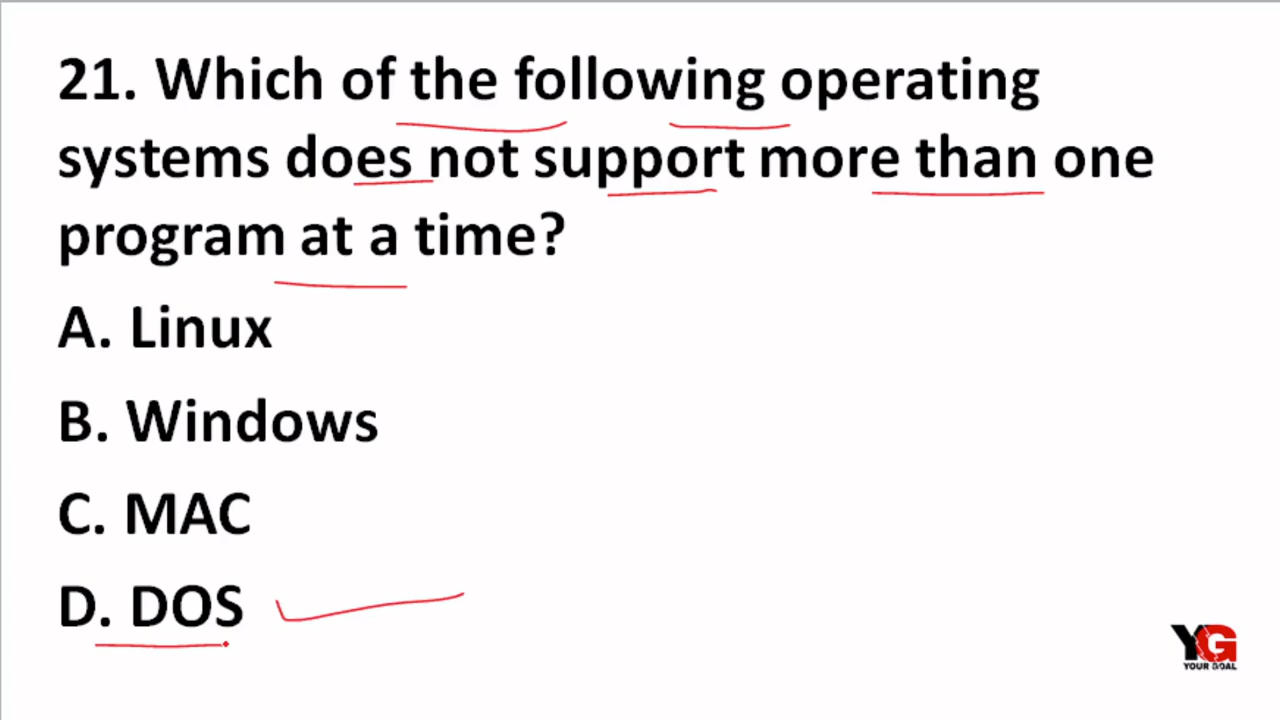 21. Which of the following operating
systems does not support more than one
program at a time?
A. Linux
B. Windows
C. MAC
D. DOS
YG
YOUR GOAL